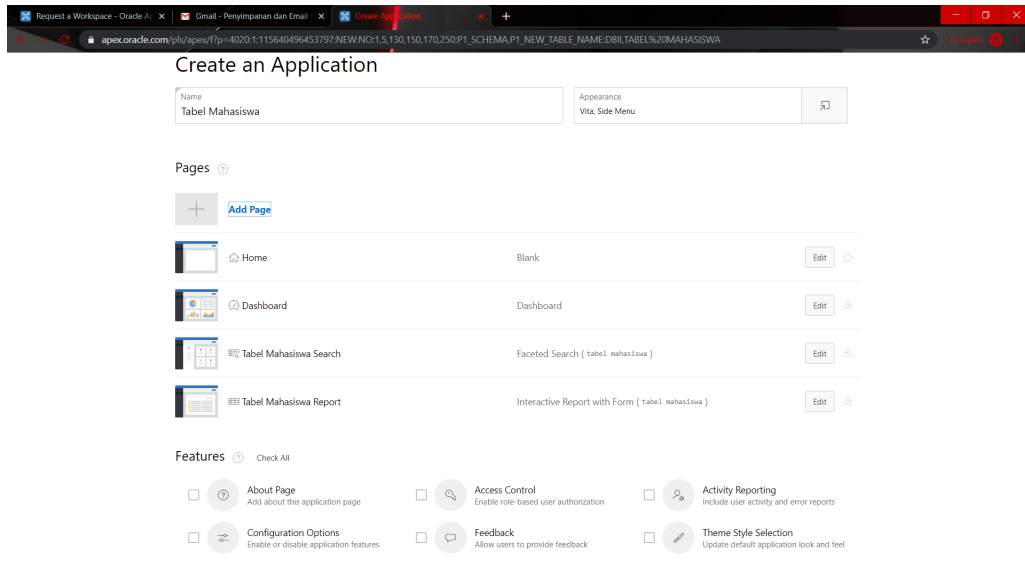 Request a Workspace - Oracle Ap
Gmail - Penyimpanan dan Email
Create Application
apex.oracle.com/pls/apex/f?p=4020:1:115640496453797:NEW:NO:1,5,130,150,170,250:P1_SCHEMA,P1_NEW_TABLE_NAME:DBII,TABEL%20MAHASISWA
Create an Application
Name
Tabel Mahasiswa
Appearance
Vita, Side Menu
Pages
Add Page
Home Blank Edit
Dashboard Dashboard Edit
Tabel Mahasiswa Search Faceted Search ( tabel mahasiswa ) Edit
Tabel Mahasiswa Report Interactive Report with Form ( tabel mahasiswa ) Edit
Features Check All
About Page
Add about this application page
Access Control
Enable role-based user authorization
Activity Reporting
Include user activity and error reports
Configuration Options
Enable or disable application features
Feedback
Allow users to provide feedback
Theme Style Selection
Update default application look and feel